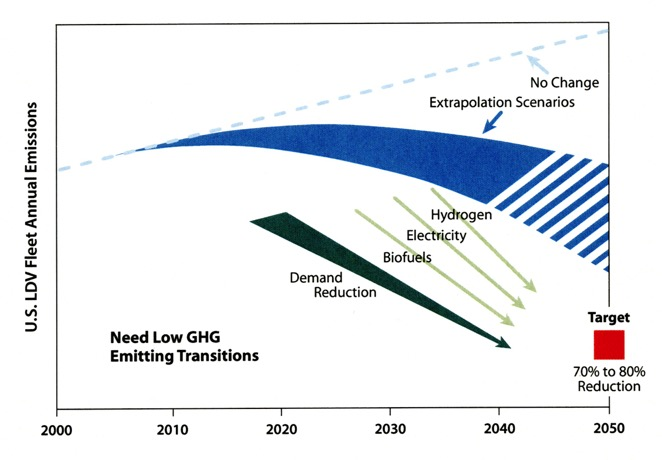 U.S. LDV Fleet Annual Emissions
No Change
Extrapolation Scenarios
Hydrogen
Electricity
Biofuels
Demand
Reduction
Need Low GHG
Emitting Transitions
Target
70% to 80%
Reduction
2000 2010 2020 2030 2040 2050